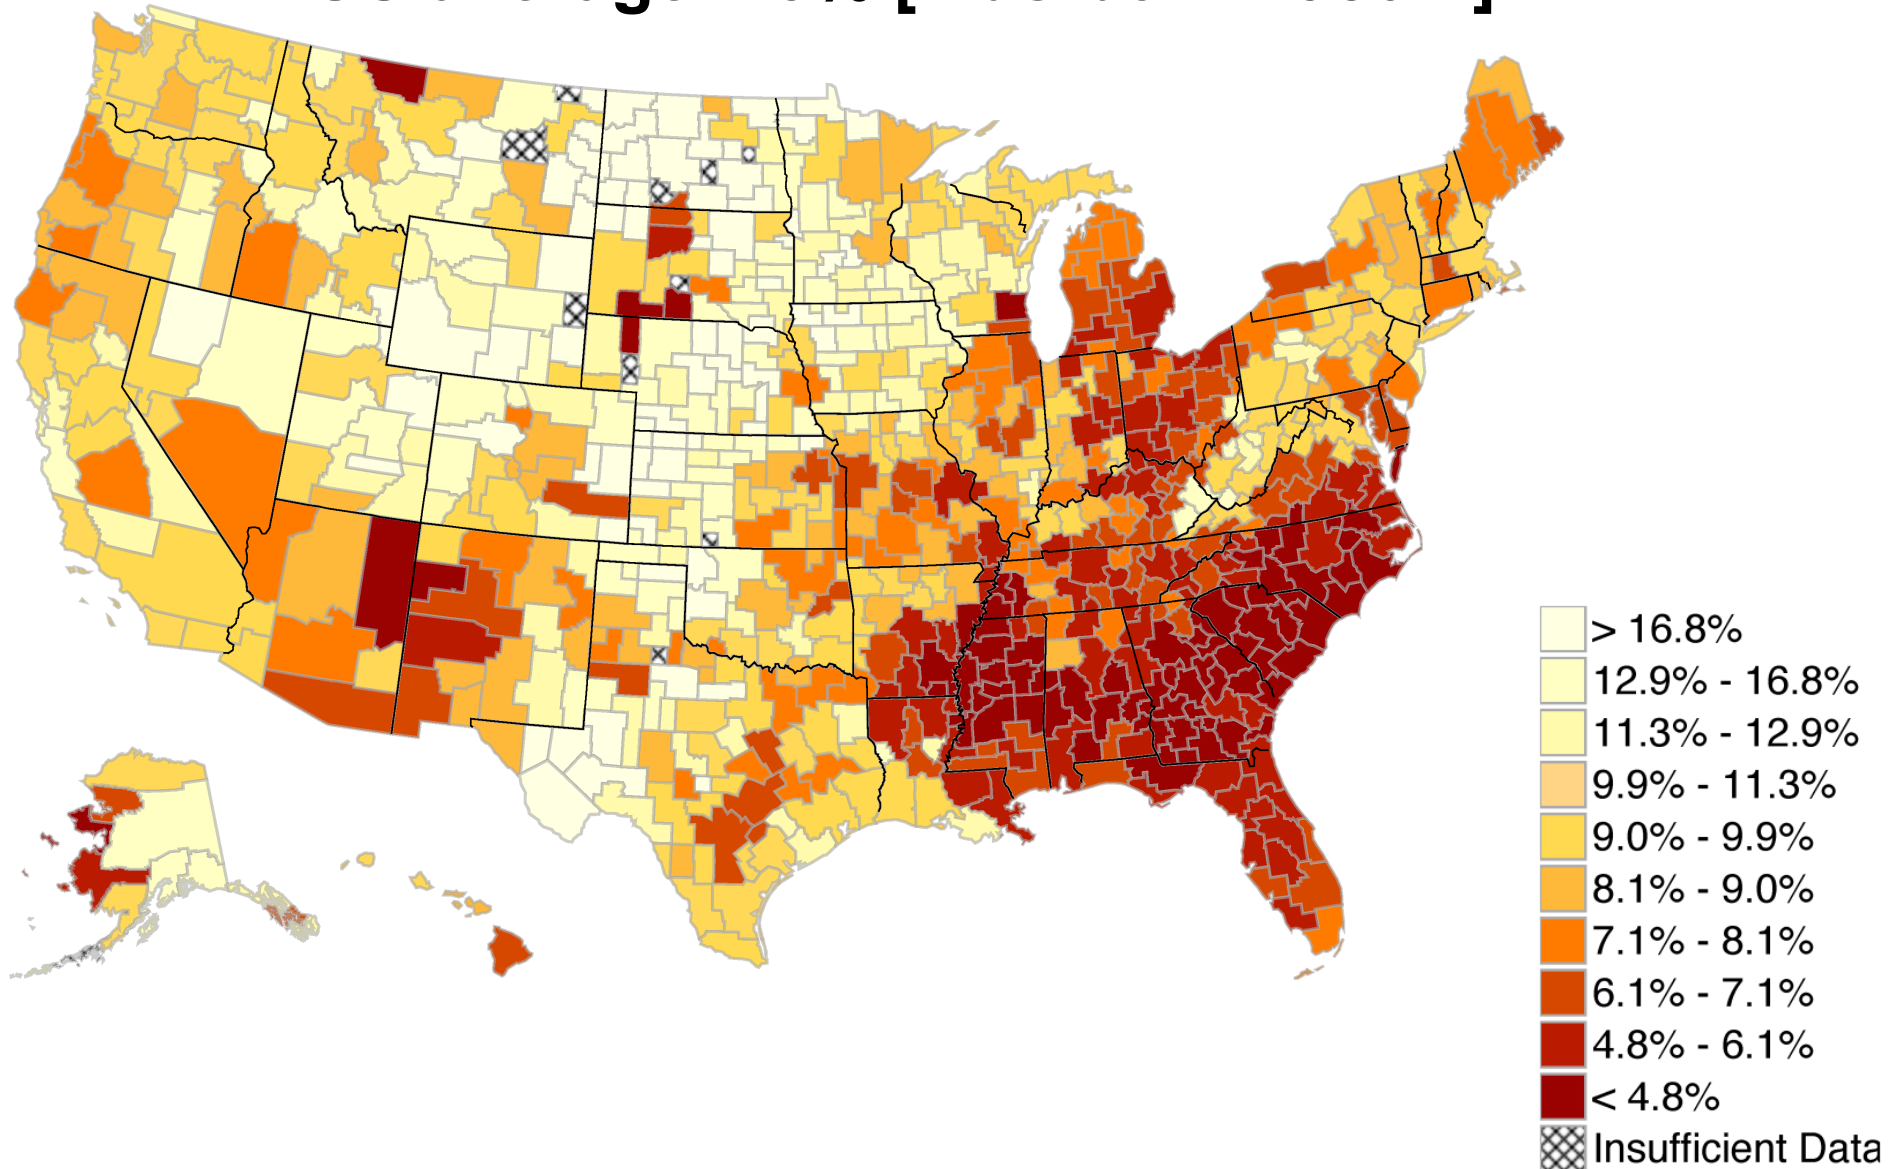 > 16.8%
12.9% - 16.8%
11.3% - 12.9%
9.9% - 11.3%
9.0% - 9.9%
8.1% - 9.0%
7.1% - 8.1%
6.1% - 7.1%
4.8% - 6.1%
< 4.8%
Insufficient Data